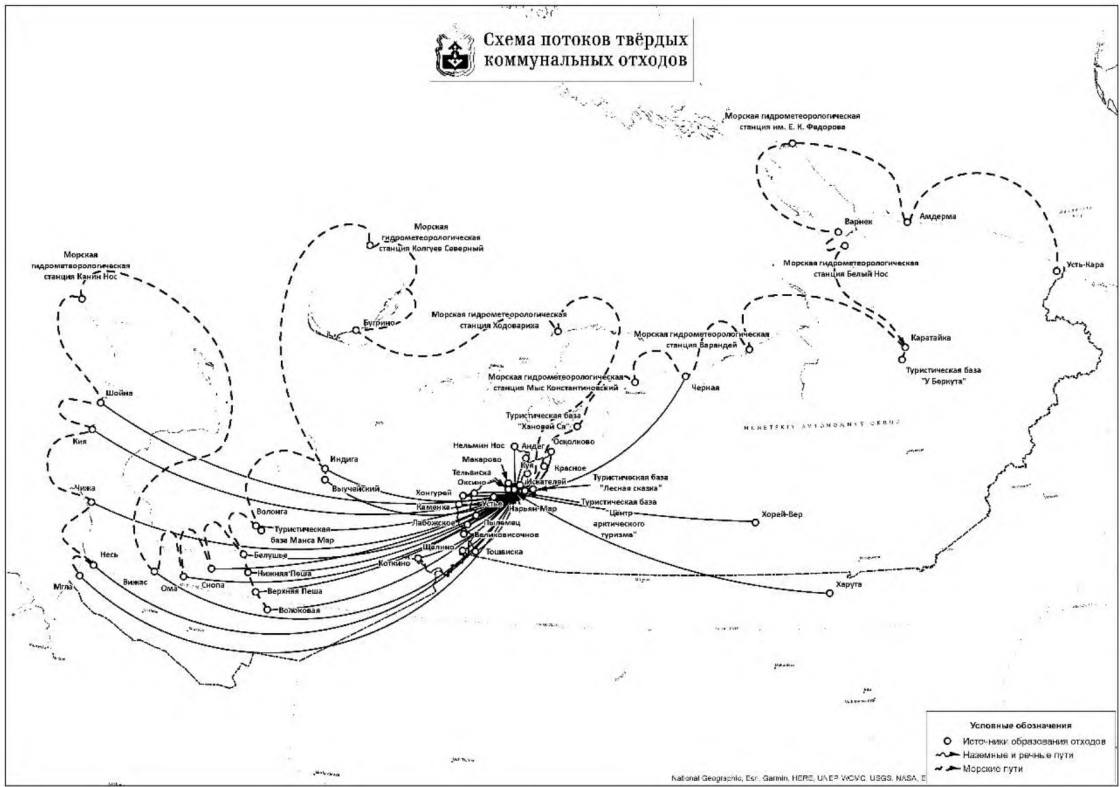 Схема потоков твёрдых
коммунальных отходов
Морская гидрометеорологическая
станция им. Е. К. Федорова
Варнек
Амдерма
Усть-Кара
Морская гидрометеорологическая
станция Белый Нос
Морская
гидрометеорологическая
станция Колгуев Северный
Морская
гидрометеорологическая
станция Канин Нос
Бугрино
Морская гидрометеорологическая
станция Ходовариха
Морская гидрометеорологическая
станция Варандей
Каратайка
Туристическая база
"У Беркута"
Морская гидрометеорологическая
станция Мыс Константиновский
Черная
Шойна
Кия
Туристическая база
"Хановей Ся"
NENETSKIY AVTONOMNYY OKRUG
Нельмин Нос
Андег
Осколково
Макарово
Куя
Красное
Индига
Тельвиска
Искателей
Туристическая база
"Лесная сказка"
Выучейский
Оксино
Хонгурей
Чижа
Каменка
Устье
Нарьян-Мар
Туристическая база
"Центр
арктического
туризма"
Хорей-Вер
Волонга
Лабожское
Пылемец
Туристическая
база Манса Мар
Великовисочное
Несь
Белушье
Щелино
Тошвиска
Коткино
Мгла
Вижас
Ома
Снопа
Нижняя Пеша
Верхняя Пеша
Волоковая
Харута
Условные обозначения
Источники образования отходов
Наземные и речные пути
Морские пути
National Geographic, Esri, Garmin, HERE, UNEP-WCMC, USGS, NASA, E